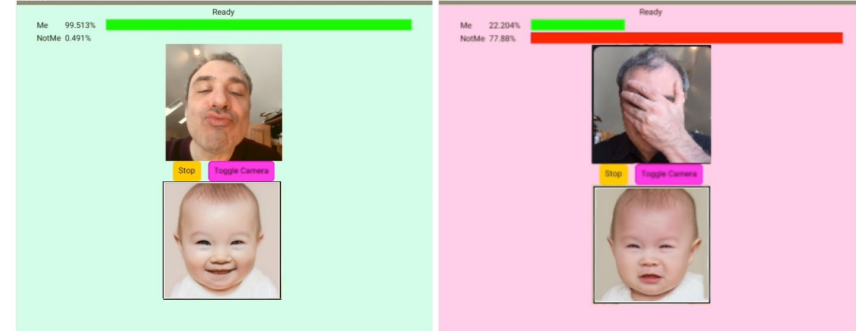 Ready
Me 99.513%
NotMe 0.491%
Stop Toggle Camera
Ready
Me 22.204%
NotMe 77.88%
Stop Toggle Camera